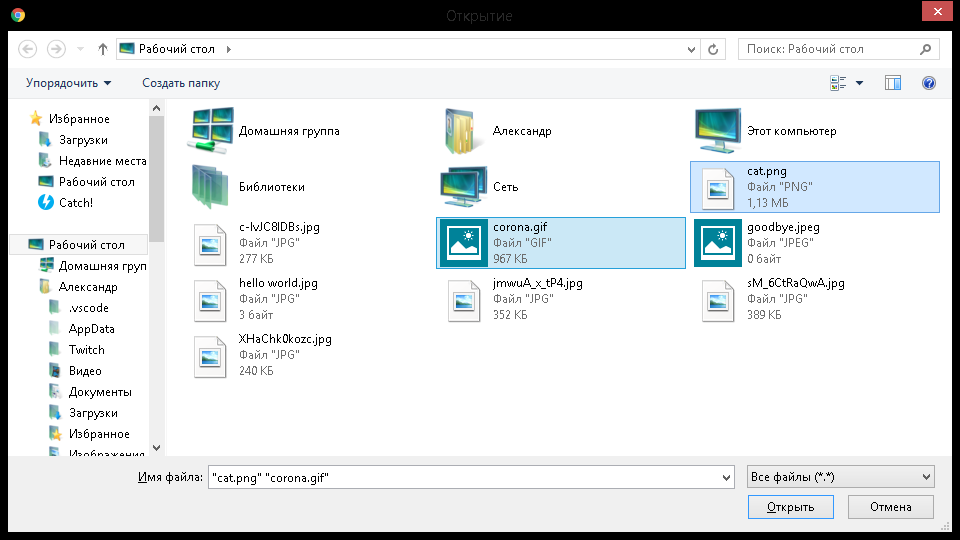 Открытие
Рабочий стол
Поиск: Рабочий стол
Упорядочить
Создать папку
Избранное
Загрузки
Недавние места
Рабочий стол
Catch!
Рабочий стол
Домашняя груп
Александр
.vscode
AppData
Twitch
Видео
Документы
Загрузки
Избранное
Изображения
Домашняя группа
Александр
Этот компьютер
Библиотеки
Сеть
cat.png
Файл "PNG"
1,13 МБ
c-IvJC8IDBs.jpg
Файл "JPG"
277 КБ
corona.gif
Файл "GIF"
967 КБ
goodbye.jpeg
Файл "JPEG"
0 байт
hello world.jpg
Файл "JPG"
3 байт
jmwuA_x_tP4.jpg
Файл "JPG"
352 КБ
sM_6CtRaQwA.jpg
Файл "JPG"
389 КБ
XHaChk0kozc.jpg
Файл "JPG"
240 КБ
Имя файла:
"cat.png" "corona.gif"
Все файлы (*.*)
Открыть
Отмена